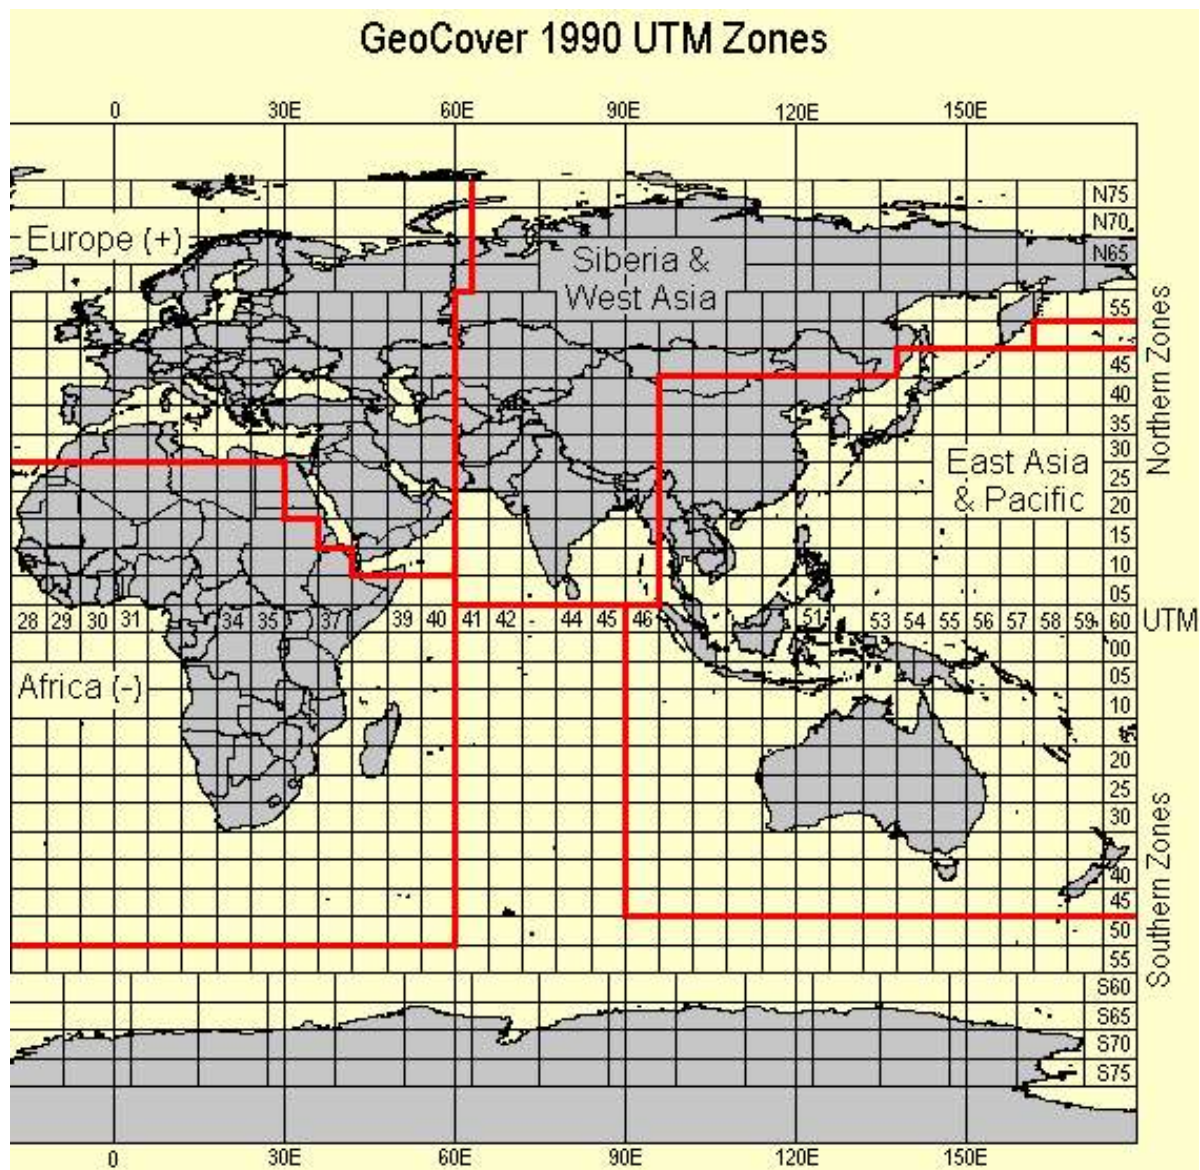 GeoCover 1990 UTM Zones
0 30E 60E 90E 120E 150E
N75
Europe (+)
N70
Siberia &
West Asia
N65
55
45
40
35
30
East Asia
& Pacific
25
20
15
10
05
Northern Zones
28 29 30 31 34 35 37 39 40 41 42 44 45 46 51 53 54 55 56 57 58 59 60 UTM
00
Africa (-)
05
10
20
25
30
40
45
50
55
S60
S65
S70
S75
Southern Zones
0 30E 60E 90E 120E 150E